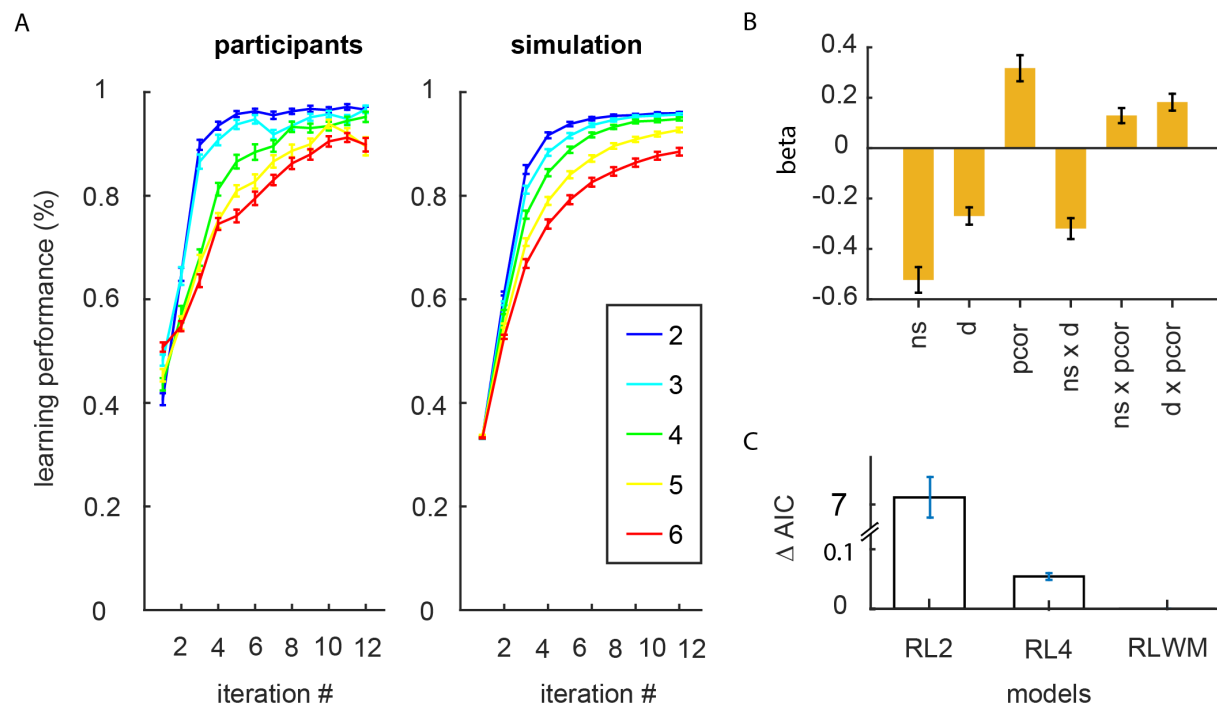 A
participants
simulation
learning performance (%)
1
0.8
0.6
0.4
0.2
0
2 4 6 8 10 12
iteration #
1
0.8
0.6
0.4
0.2
0
2 4 6 8 10 12
iteration #
2
3
4
5
6
B
beta
0.4
0.2
0
-0.2
-0.4
-0.6
ns
d
pcor
ns x d
ns x pcor
d x pcor
C
Δ AIC
7
0.1
0
RL2 RL4 RLWM
models